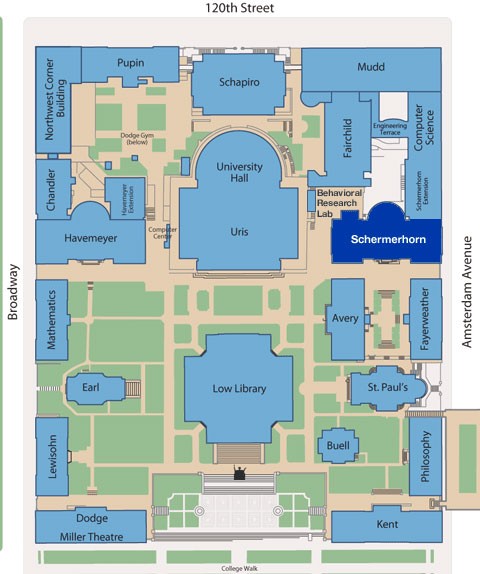 120th Street
Pupin
Schapiro
Mudd
Northwest Corner
Building
Dodge Gym
(below)
Fairchild
Engineering
Terrace
Computer
Science
University
Hall
Chandler
Havemeyer
Extension
Behavioral
Research
Lab
Schermerhorn
Extension
Computer
Center
Uris
Havemeyer
Schermerhorn
Broadway
Amsterdam Avenue
Mathematics
Avery
Fayerweather
Earl
Low Library
St. Paul's
Lewisohn
Buell
Philosophy
Dodge
Miller Theatre
Kent
College Walk